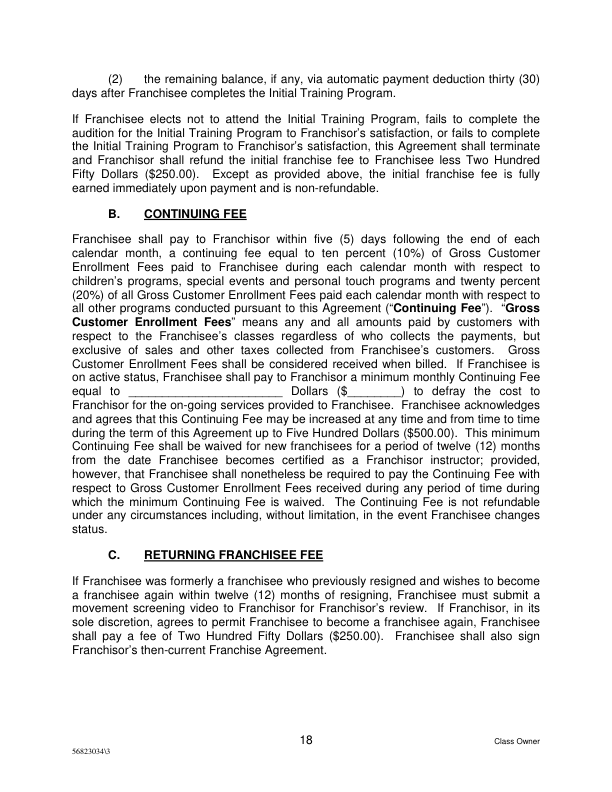 (2) the remaining balance, if any, via automatic payment deduction thirty (30)
days after Franchisee completes the Initial Training Program.
If Franchisee elects not to attend the Initial Training Program, fails to complete the
audition for the Initial Training Program to Franchisor's satisfaction, or fails to complete
the Initial Training Program to Franchisor's satisfaction, this Agreement shall terminate
and Franchisor shall refund the initial franchise fee to Franchisee less Two Hundred
Fifty Dollars ($250.00). Except as provided above, the initial franchise fee is fully
earned immediately upon payment and is non-refundable.
B. CONTINUING FEE
Franchisee shall pay to Franchisor within five (5) days following the end of each
calendar month, a continuing fee equal to ten percent (10%) of Gross Customer
Enrollment Fees paid to Franchisee during each calendar month with respect to
children's programs, special events and personal touch programs and twenty percent
(20%) of all Gross Customer Enrollment Fees paid each calendar month with respect to
all other programs conducted pursuant to this Agreement ("Continuing Fee"). "Gross
Customer Enrollment Fees" means any and all amounts paid by customers with
respect to the Franchisee's classes regardless of who collects the payments, but
exclusive of sales and other taxes collected from Franchisee's customers. Gross
Customer Enrollment Fees shall be considered received when billed. If Franchisee is
on active status, Franchisee shall pay to Franchisor a minimum monthly Continuing Fee
equal to _______________________ Dollars ($________) to defray the cost to
Franchisor for the on-going services provided to Franchisee. Franchisee acknowledges
and agrees that this Continuing Fee may be increased at any time and from time to time
during the term of this Agreement up to Five Hundred Dollars ($500.00). This minimum
Continuing Fee shall be waived for new franchisees for a period of twelve (12) months
from the date Franchisee becomes certified as a Franchisor instructor; provided,
however, that Franchisee shall nonetheless be required to pay the Continuing Fee with
respect to Gross Customer Enrollment Fees received during any period of time during
which the minimum Continuing Fee is waived. The Continuing Fee is not refundable
under any circumstances including, without limitation, in the event Franchisee changes
status.
C. RETURNING FRANCHISEE FEE
If Franchisee was formerly a franchisee who previously resigned and wishes to become
a franchisee again within twelve (12) months of resigning, Franchisee must submit a
movement screening video to Franchisor for Franchisor's review. If Franchisor, in its
sole discretion, agrees to permit Franchisee to become a franchisee again, Franchisee
shall pay a fee of Two Hundred Fifty Dollars ($250.00). Franchisee shall also sign
Franchisor's then-current Franchise Agreement.
18
Class Owner
56823034\3